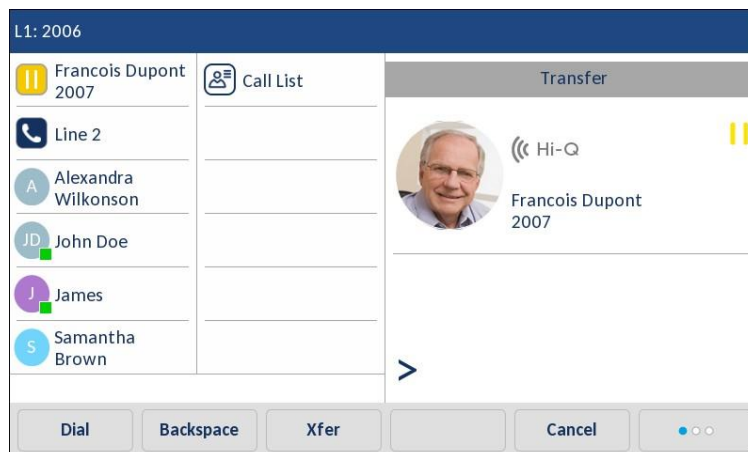 L1: 2006
Francois Dupont
2007
Line 2
A
Alexandra
Wilkonson
JD
John Doe
J
James
S
Samantha
Brown
Call List
Transfer
Hi-Q
Francois Dupont
2007
>
Dial
Backspace
Xfer
Cancel